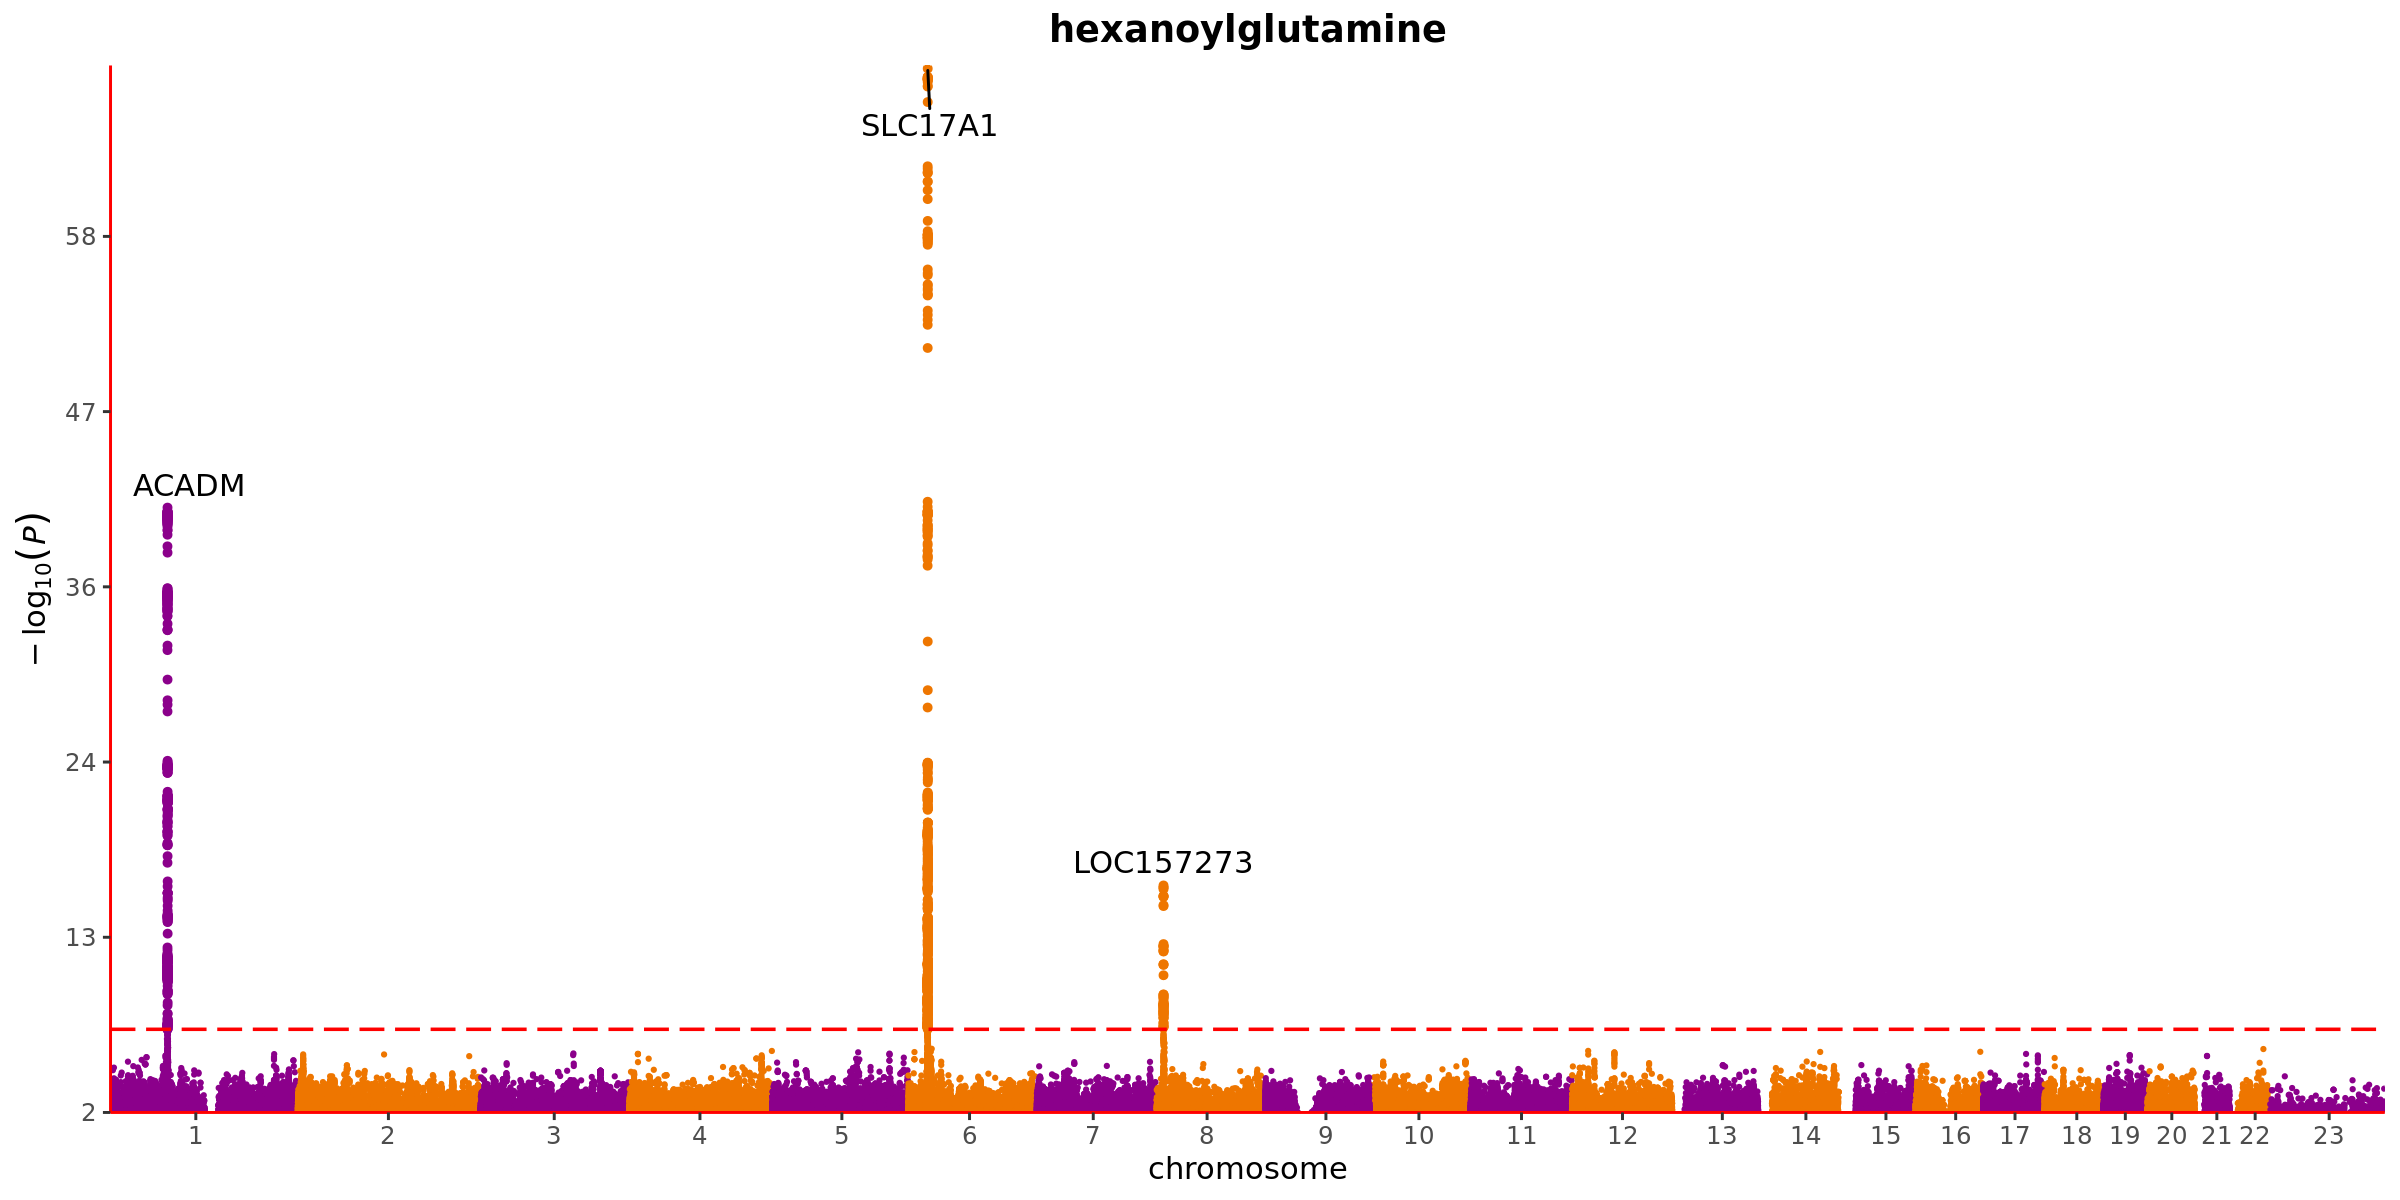 hexanoylglutamine
SLC17A1
ACADM
LOC157273
58
47
36
24
13
2
− log10(P)
1 2 3 4 5 6 7 8 9 10 11 12 13 14 15 16 17 18 19 20 21 22 23
chromosome